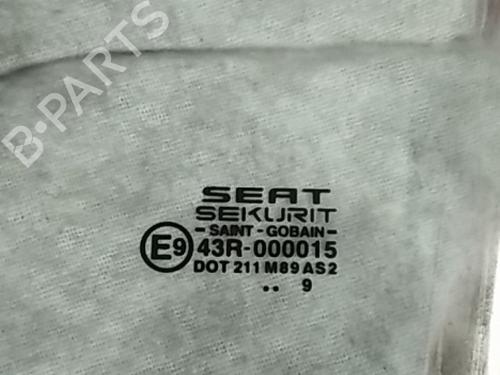 B-PARTS
SEAT
SEKURIT
- SAINT - GOBAIN -
E9 43R-000015
DOT 211 M89 AS2
.. 9